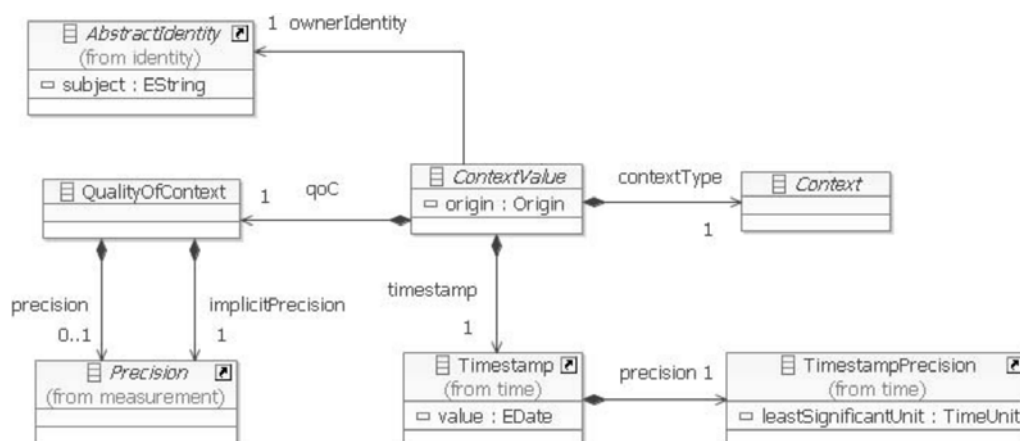 AbstractIdentity
(from identity)
subject : EString
1 ownerIdentity
QualityOfContext
1
qoC
ContextValue
origin : Origin
contextType
1
Context
precision
0..1
implicitPrecision
1
timestamp
1
Precision
(from measurement)
Timestamp
(from time)
value : EDate
precision 1
TimestampPrecision
(from time)
leastSignificantUnit : TimeUnit